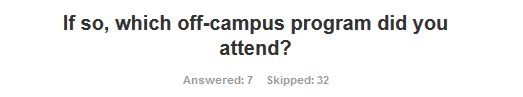 If so, which off-campus program did you
attend?
Answered: 7 Skipped: 32